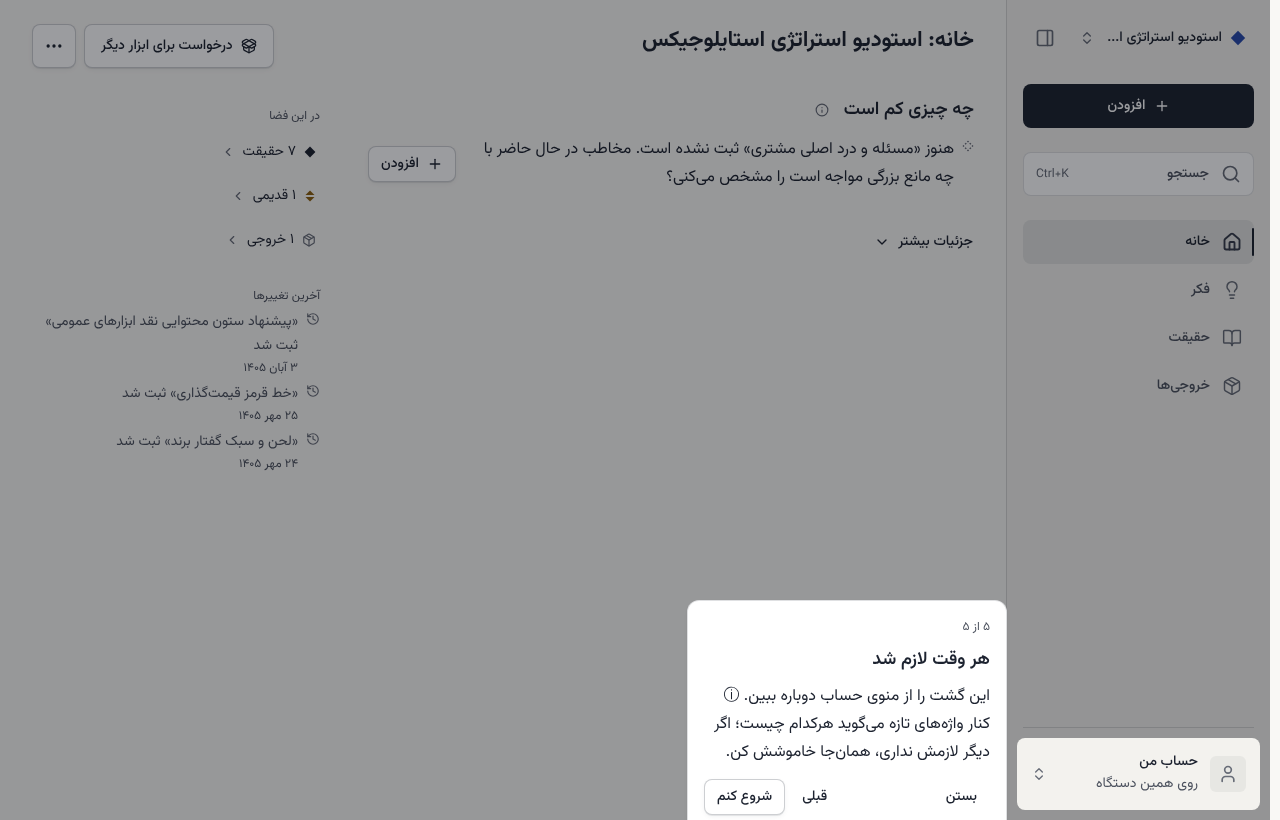 استودیو استراتژی ا...
افزودن
جستجو
Ctrl+K
خانه
فکر
حقیقت
خروجی‌ها
حساب من
روی همین دستگاه
خانه: استودیو استراتژی استایلوجیکس
درخواست برای ابزار دیگر
چه چیزی کم است
هنوز «مسئله و درد اصلی مشتری» ثبت نشده است. مخاطب در حال حاضر با
چه مانع بزرگی مواجه است را مشخص می‌کنی؟
افزودن
جزئیات بیشتر
در این فضا
۷ حقیقت
۱ قدیمی
۱ خروجی
آخرین تغییرها
«پیشنهاد ستون محتوایی نقد ابزارهای عمومی»
ثبت شد
۳ آبان ۱۴۰۵
«خط قرمز قیمت‌گذاری» ثبت شد
۲۵ مهر ۱۴۰۵
«لحن و سبک گفتار برند» ثبت شد
۲۴ مهر ۱۴۰۵
۵ از ۵
هر وقت لازم شد
این گشت را از منوی حساب دوباره ببین. ⓘ
کنار واژه‌های تازه می‌گوید هرکدام چیست؛ اگر
دیگر لازمش نداری، همان‌جا خاموشش کن.
بستن
قبلی
شروع کنم